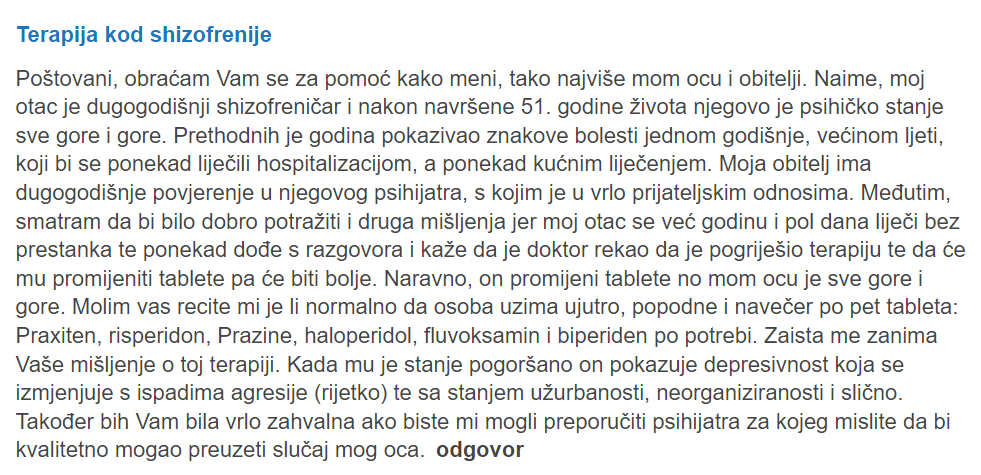 Terapija kod shizofrenije
Poštovani, obraćam Vam se za pomoć kako meni, tako najviše mom ocu i obitelji. Naime, moj
otac je dugogodišnji shizofreničar i nakon navršene 51. godine života njegovo je psihičko stanje
sve gore i gore. Prethodnih je godina pokazivao znakove bolesti jednom godišnje, većinom ljeti,
koji bi se ponekad liječili hospitalizacijom, a ponekad kućnim liječenjem. Moja obitelj ima
dugogodišnje povjerenje u njegovog psihijatra, s kojim je u vrlo prijateljskim odnosima. Međutim,
smatram da bi bilo dobro potražiti i druga mišljenja jer moj otac se već godinu i pol dana liječi bez
prestanka te ponekad dođe s razgovora i kaže da je doktor rekao da je pogriješio terapiju te da će
mu promijeniti tablete pa će biti bolje. Naravno, on promijeni tablete no mom ocu je sve gore i
gore. Molim vas recite mi je li normalno da osoba uzima ujutro, popodne i navečer po pet tableta:
Praxiten, risperidon, Prazine, haloperidol, fluvoksamin i biperiden po potrebi. Zaista me zanima
Vaše mišljenje o toj terapiji. Kada mu je stanje pogoršano on pokazuje depresivnost koja se
izmjenjuje s ispadima agresije (rijetko) te sa stanjem užurbanosti, neorganiziranosti i slično.
Također bih Vam bila vrlo zahvalna ako biste mi mogli preporučiti psihijatra za kojeg mislite da bi
kvalitetno mogao preuzeti slučaj mog oca. odgovor